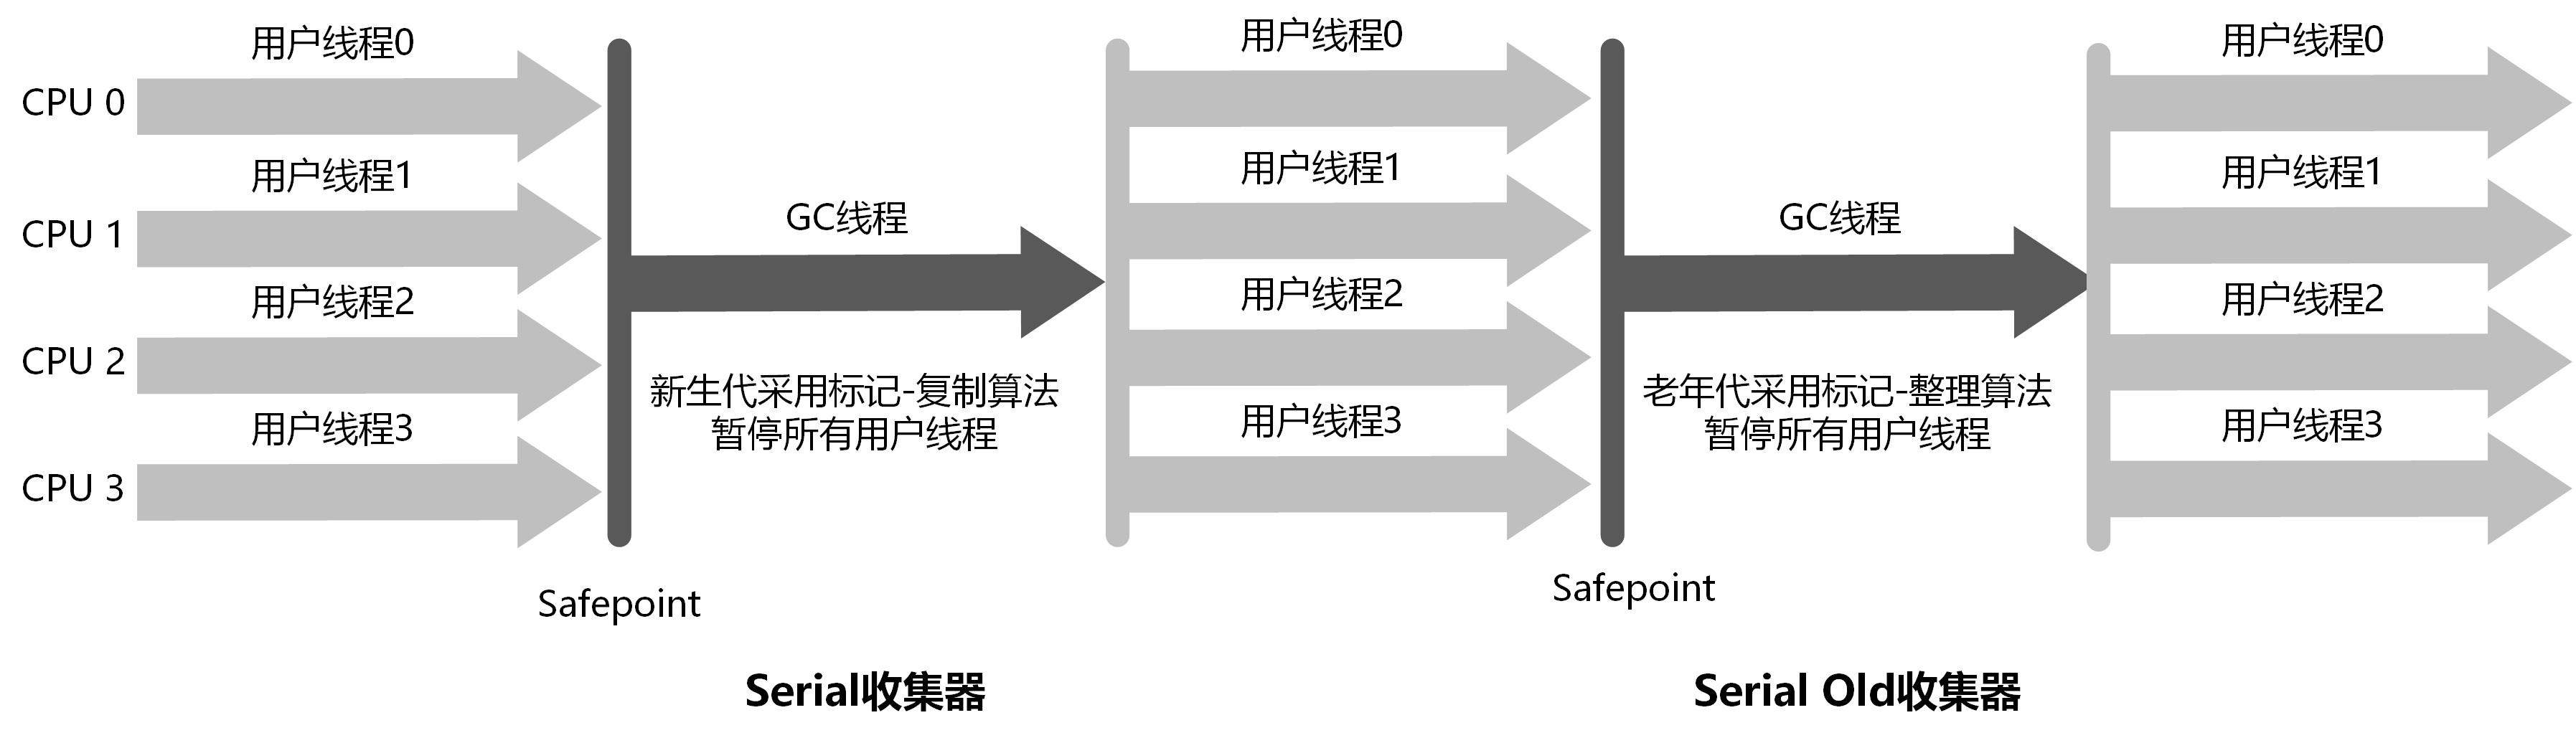 用户线程0
CPU 0
用户线程1
CPU 1
用户线程2
CPU 2
用户线程3
CPU 3
Safepoint
GC线程
新生代采用标记-复制算法
暂停所有用户线程
Serial收集器
用户线程0
用户线程1
用户线程2
用户线程3
Safepoint
GC线程
老年代采用标记-整理算法
暂停所有用户线程
Serial Old收集器
用户线程0
用户线程1
用户线程2
用户线程3